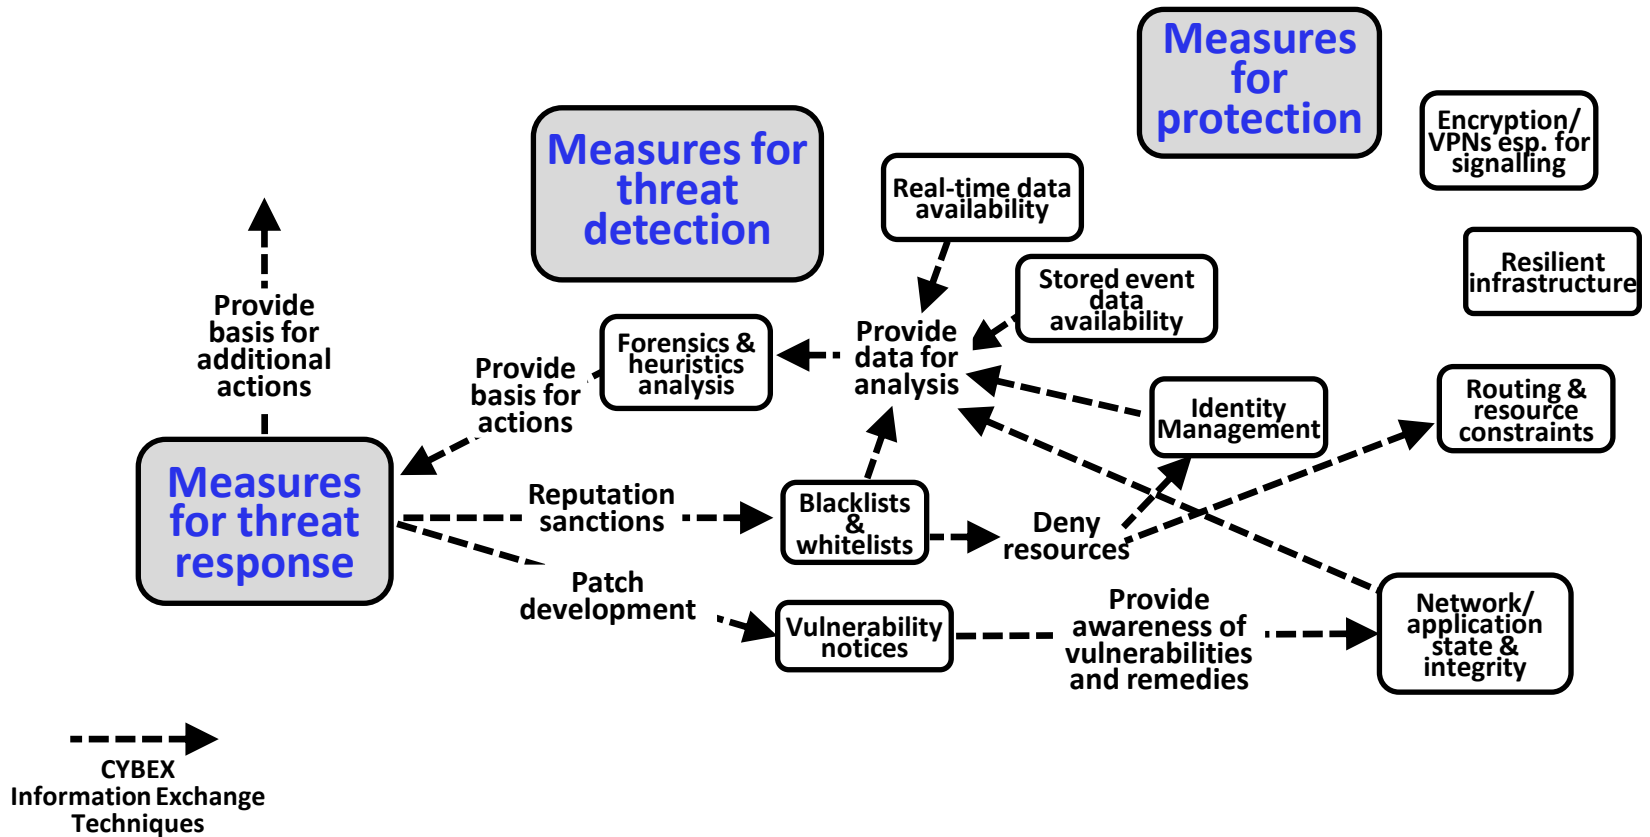 Measures
for
protection
Encryption/
VPNs esp. for
signalling
Measures for
threat
detection
Real-time data
availability
Resilient
infrastructure
Stored event
data
availability
Provide
basis for
additional
actions
Provide
basis for
actions
Forensics &
heuristics
analysis
Provide
data for
analysis
Identity
Management
Routing &
resource
constraints
Measures
for threat
response
Reputation
sanctions
Blacklists
&
whitelists
Deny
resources
Patch
development
Vulnerability
notices
Provide
awareness of
vulnerabilities
and remedies
Network/
application
state &
integrity
CYBEX
Information Exchange
Techniques